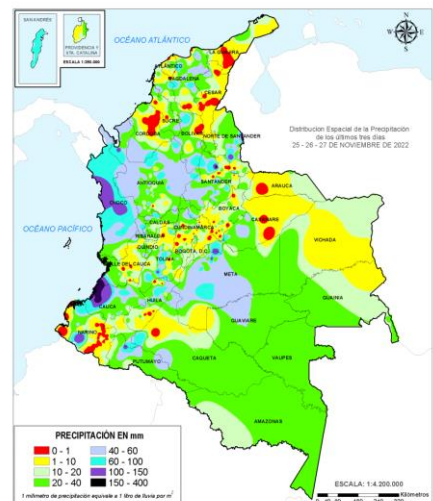 SAN ANDRÉS
PROVIDENCIA Y
STA. CATALINA
ESCALA 1:200.000
OCÉANO ATLÁNTICO
N
W
E
S
LA GUAJIRA
ATLÁNTICO
MAGDALENA
CESAR
SUCRE
CÓRDOBA
BOLÍVAR
NORTE DE SANTANDER
Distribucion Espacial de la Precipitación
de los últimos tres días.
25 - 26 - 27 DE NOVIEMBRE DE 2022
ANTIOQUIA
SANTANDER
ARAUCA
CHOCÓ
BOYACÁ
CASANARE
CALDAS
CUNDINAMARCA
RISARALDA
VICHADA
OCÉANO PACÍFICO
QUINDÍO
BOGOTÁ, D.C.
TOLIMA
VALLE DEL CAUCA
META
GUAINÍA
CAUCA
HUILA
GUAVIARE
NARIÑO
CAQUETÁ
VAUPÉS
PUTUMAYO
AMAZONAS
PRECIPITACIÓN EN mm
0 - 1
40 - 60
1 - 10
60 - 100
10 - 20
100 - 150
20 - 40
150 - 400
1 milímetro de precipitación equivale a 1 litro de lluvia por m²
ESCALA: 1:4.200.000
Kilómetros